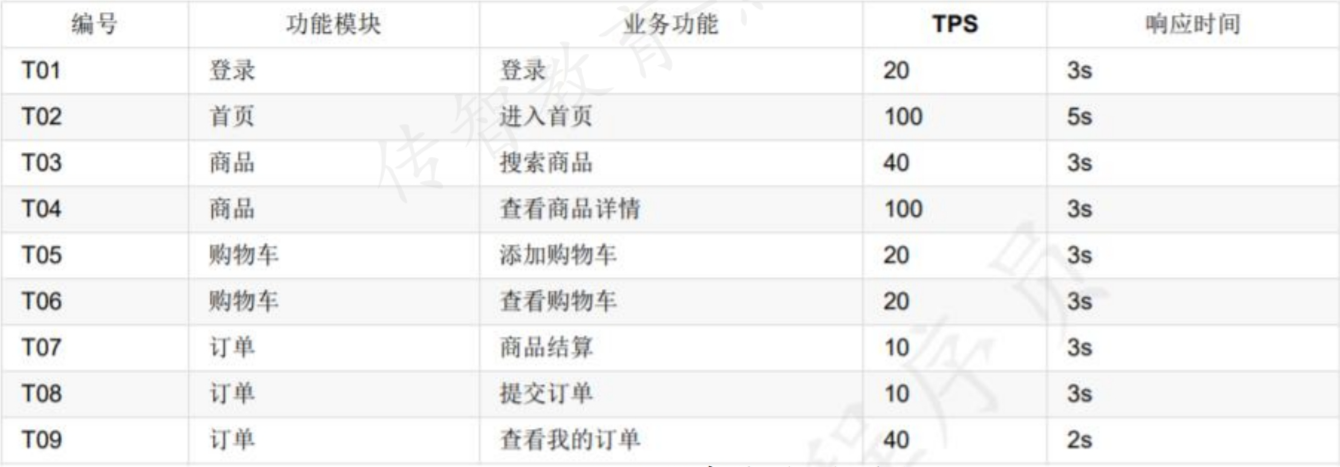 编号 功能模块 业务功能 TPS 响应时间
T01 登录 登录 20 3s
T02 首页 进入首页 100 5s
T03 商品 搜索商品 40 3s
T04 商品 查看商品详情 100 3s
T05 购物车 添加购物车 20 3s
T06 购物车 查看购物车 20 3s
T07 订单 商品结算 10 3s
T08 订单 提交订单 10 3s
T09 订单 查看我的订单 40 2s
传智教育
程序员